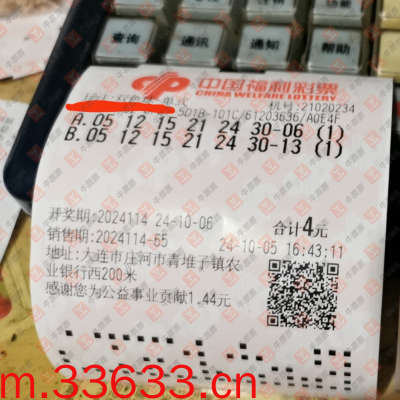 查询
通讯
通知
帮助
中国福利彩票
CHINA WELFARE LOTTERY
机号:21020234
A.05 12 15 21 24 30-06 (1)
B.05 12 15 21 24 30-13 (1)
开奖期:2024114 24-10-06
合计4元
销售期:2024114-65 24-10-05 16:43:11
地址:大连市庄河市青堆子镇农
业银行西200米
感谢您为公益事业贡献1.44元
m.33633.cn